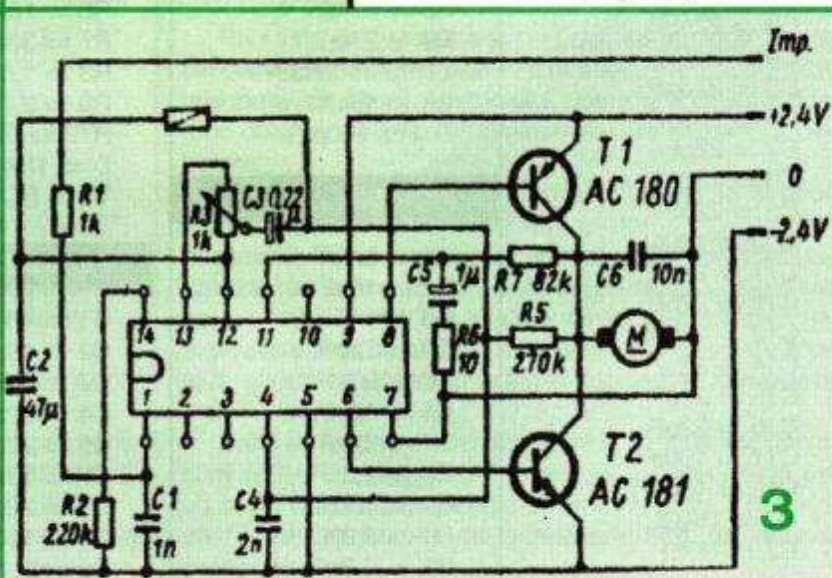 Imp.
+2,4V
0
-2,4V
T1
AC 180
R1
1k
R3
1k
C3 0,22
μ
C5
1μ
R7 82k
C6
10n
R5
270k
R6
10
M
14 13 12 11 10 9 8
1 2 3 4 5 6 7
C2
47μ
R2
220k
C1
1n
C4
2n
T2
AC 181
3